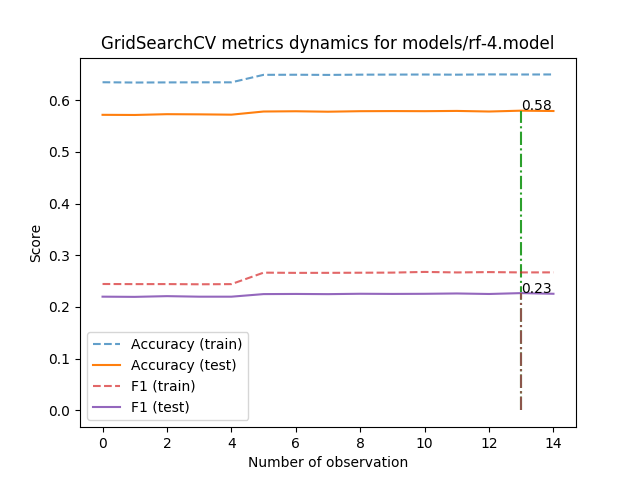 GridSearchCV metrics dynamics for models/rf-4.model
Score
0.6
0.5
0.4
0.3
0.2
0.1
0.0
0.58
0.23
Accuracy (train)
Accuracy (test)
F1 (train)
F1 (test)
0 2 4 6 8 10 12 14
Number of observation